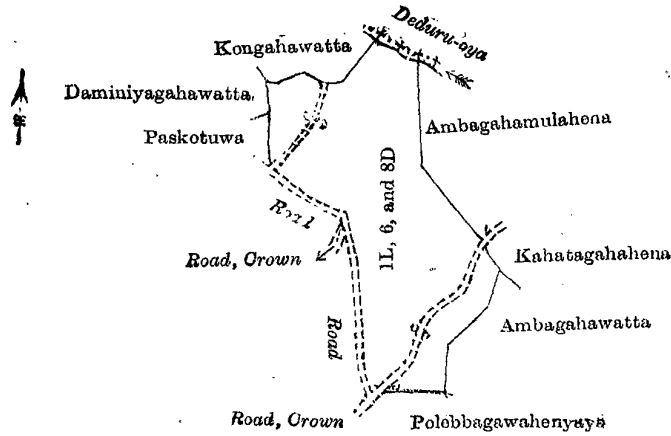 Deduru-oya
Kongahawatta
Daminiyagahawatta
Paskotuwa
Ambagahamulahena
Road
1L, 6, and 8D
Road, Crown
Kahatagahahena
Road
Ambagahawatta
Road, Crown
Polobbagawahenyaya